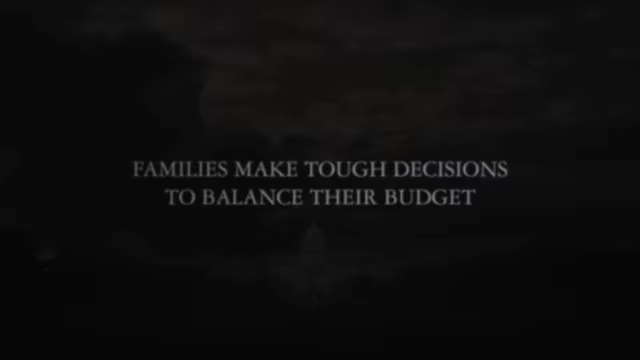 FAMILIES MAKE TOUGH DECISIONS
TO BALANCE THEIR BUDGET